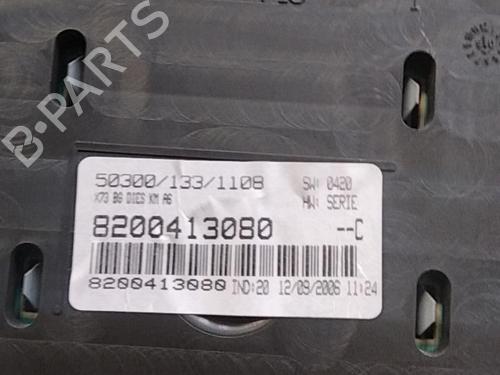 B-PARTS
50300/133/1108
SW: 0420
X73 BG DIES KM A6
HW: SERIE
8200413080
--C
8200413080 IND:20 12/09/2006 11:24